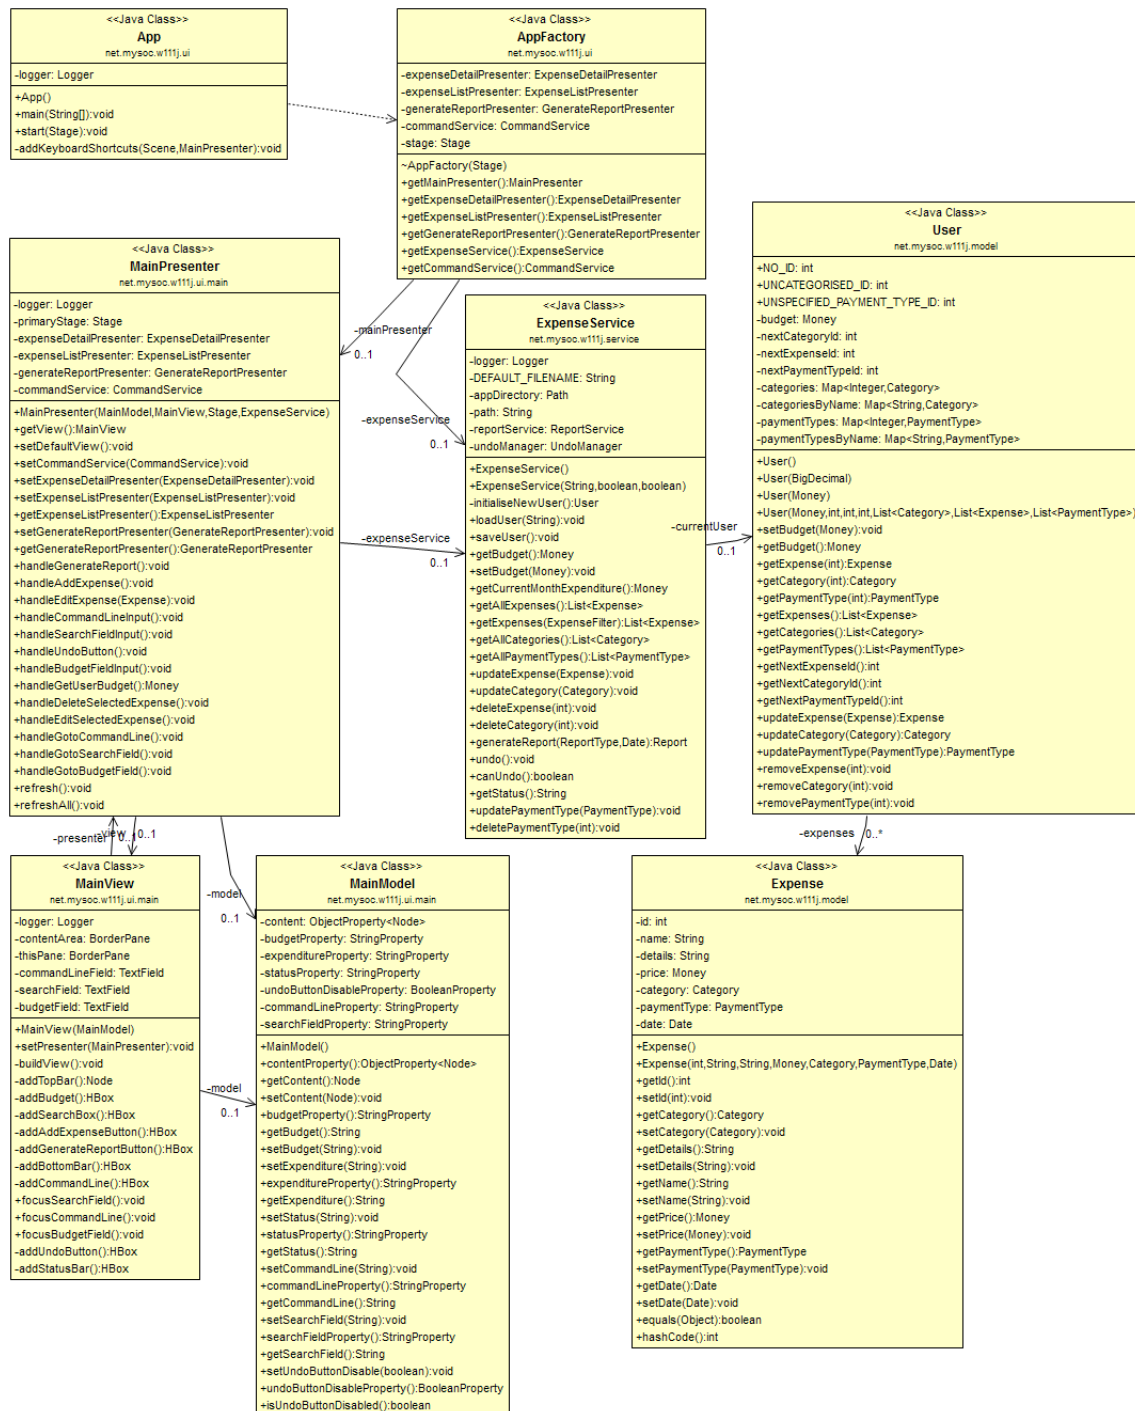 <<Java Class>>
App
net.mysoc.w111j.ui
-logger: Logger
+App()
+main(String[]):void
+start(Stage):void
-addKeyboardShortcuts(Scene,MainPresenter):void
<<Java Class>>
AppFactory
net.mysoc.w111j.ui
-expenseDetailPresenter: ExpenseDetailPresenter
-expenseListPresenter: ExpenseListPresenter
-generateReportPresenter: GenerateReportPresenter
-commandService: CommandService
-stage: Stage
~AppFactory(Stage)
+getMainPresenter():MainPresenter
+getExpenseDetailPresenter():ExpenseDetailPresenter
+getExpenseListPresenter():ExpenseListPresenter
+getGenerateReportPresenter():GenerateReportPresenter
+getExpenseService():ExpenseService
+getCommandService():CommandService
<<Java Class>>
MainPresenter
net.mysoc.w111j.ui.main
-logger: Logger
-primaryStage: Stage
-expenseDetailPresenter: ExpenseDetailPresenter
-expenseListPresenter: ExpenseListPresenter
-generateReportPresenter: GenerateReportPresenter
-commandService: CommandService
+MainPresenter(MainModel,MainView,Stage,ExpenseService)
+getView():MainView
+setDefaultView():void
+setCommandService(CommandService):void
+setExpenseDetailPresenter(ExpenseDetailPresenter):void
+setExpenseListPresenter(ExpenseListPresenter):void
+getExpenseListPresenter():ExpenseListPresenter
+setGenerateReportPresenter(GenerateReportPresenter):void
+getGenerateReportPresenter():GenerateReportPresenter
+handleGenerateReport():void
+handleAddExpense():void
+handleEditExpense(Expense):void
+handleCommandLineInput():void
+handleSearchFieldInput():void
+handleUndoButton():void
+handleBudgetFieldInput():void
+handleGetUserBudget():Money
+handleDeleteSelectedExpense():void
+handleEditSelectedExpense():void
+handleGotoCommandLine():void
+handleGotoSearchField():void
+handleGotoBudgetField():void
+refresh():void
+refreshAll():void
-mainPresenter
0..1
-expenseService
0..1
-expenseService
0..1
<<Java Class>>
ExpenseService
net.mysoc.w111j.service
-logger: Logger
-DEFAULT_FILENAME: String
-appDirectory: Path
-path: String
-reportService: ReportService
-undoManager: UndoManager
+ExpenseService()
+ExpenseService(String,boolean,boolean)
-initialiseNewUser():User
+loadUser(String):void
+saveUser():void
+getBudget():Money
+setBudget(Money):void
+getCurrentMonthExpenditure():Money
+getAllExpenses():List<Expense>
+getExpenses(ExpenseFilter):List<Expense>
+getAllCategories():List<Category>
+getAllPaymentTypes():List<PaymentType>
+updateExpense(Expense):void
+updateCategory(Category):void
+deleteExpense(int):void
+deleteCategory(int):void
+generateReport(ReportType,Date):Report
+undo():void
+canUndo():boolean
+getStatus():String
+updatePaymentType(PaymentType):void
+deletePaymentType(int):void
-currentUser
0..1
<<Java Class>>
User
net.mysoc.w111j.model
+NO_ID: int
+UNCATEGORISED_ID: int
+UNSPECIFIED_PAYMENT_TYPE_ID: int
-budget: Money
-nextCategoryId: int
-nextExpenseId: int
-nextPaymentTypeId: int
-categories: Map<Integer,Category>
-categoriesByName: Map<String,Category>
-paymentTypes: Map<Integer,PaymentType>
-paymentTypesByName: Map<String,PaymentType>
+User()
+User(BigDecimal)
+User(Money)
+User(Money,int,int,int,List<Category>,List<Expense>,List<PaymentType>)
+setBudget(Money):void
+getBudget():Money
+getExpense(int):Expense
+getCategory(int):Category
+getPaymentType(int):PaymentType
+getExpenses():List<Expense>
+getCategories():List<Category>
+getPaymentTypes():List<PaymentType>
+getNextExpenseId():int
+getNextCategoryId():int
+getNextPaymentTypeId():int
+updateExpense(Expense):Expense
+updateCategory(Category):Category
+updatePaymentType(PaymentType):PaymentType
+removeExpense(int):void
+removeCategory(int):void
+removePaymentType(int):void
-presenter
0..1
-view
0..1
-model
0..1
-expenses
0..*
<<Java Class>>
MainView
net.mysoc.w111j.ui.main
-logger: Logger
-contentArea: BorderPane
-thisPane: BorderPane
-commandLineField: TextField
-searchField: TextField
-budgetField: TextField
+MainView(MainModel)
+setPresenter(MainPresenter):void
-buildView():void
-addTopBar():Node
-addBudget():HBox
-addSearchBox():HBox
-addAddExpenseButton():HBox
-addGenerateReportButton():HBox
-addBottomBar():HBox
-addCommandLine():HBox
+focusSearchField():void
+focusCommandLine():void
+focusBudgetField():void
-addUndoButton():HBox
-addStatusBar():HBox
-model
0..1
<<Java Class>>
MainModel
net.mysoc.w111j.ui.main
-content: ObjectProperty<Node>
-budgetProperty: StringProperty
-expenditureProperty: StringProperty
-statusProperty: StringProperty
-undoButtonDisableProperty: BooleanProperty
-commandLineProperty: StringProperty
-searchFieldProperty: StringProperty
+MainModel()
+contentProperty():ObjectProperty<Node>
+getContent():Node
+setContent(Node):void
+budgetProperty():StringProperty
+getBudget():String
+setBudget(String):void
+setExpenditure(String):void
+expenditureProperty():StringProperty
+getExpenditure():String
+setStatus(String):void
+statusProperty():StringProperty
+getStatus():String
+setCommandLine(String):void
+commandLineProperty():StringProperty
+getCommandLine():String
+setSearchField(String):void
+searchFieldProperty():StringProperty
+getSearchField():String
+setUndoButtonDisable(boolean):void
+undoButtonDisableProperty():BooleanProperty
+isUndoButtonDisabled():boolean
<<Java Class>>
Expense
net.mysoc.w111j.model
-id: int
-name: String
-details: String
-price: Money
-category: Category
-paymentType: PaymentType
-date: Date
+Expense()
+Expense(int,String,String,Money,Category,PaymentType,Date)
+getId():int
+setId(int):void
+getCategory():Category
+setCategory(Category):void
+getDetails():String
+setDetails(String):void
+getName():String
+setName(String):void
+getPrice():Money
+setPrice(Money):void
+getPaymentType():PaymentType
+setPaymentType(PaymentType):void
+getDate():Date
+setDate(Date):void
+equals(Object):boolean
+hashCode():int